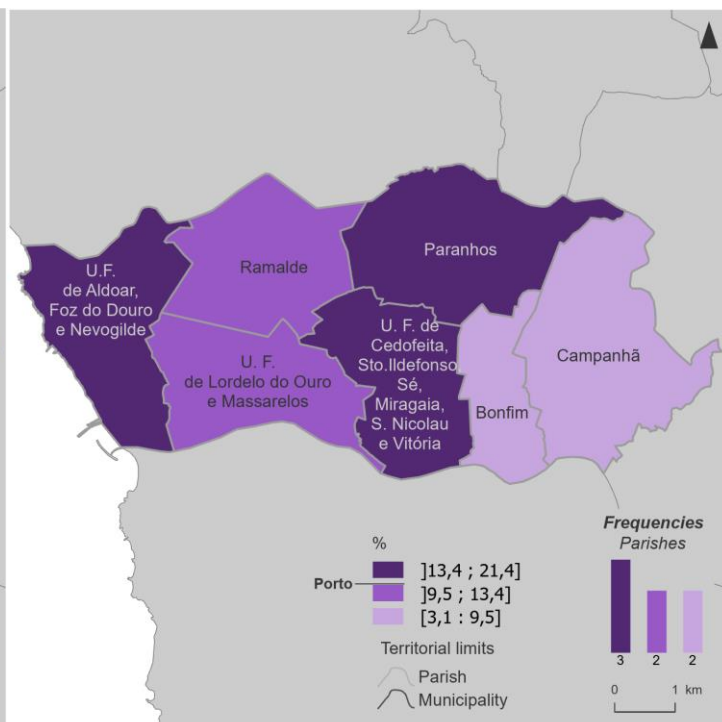 U.F.
de Aldoar,
Foz do Douro
e Nevogilde
Ramalde
Paranhos
U. F.
de Lordelo do Ouro
e Massarelos
U. F. de
Cedofeita,
Sto.Ildefonso
Sé,
Miragaia,
S. Nicolau
e Vitória
Bonfim
Campanhã
%
Porto
]13,4 ; 21,4]
]9,5 ; 13,4]
[3,1 : 9,5]
Territorial limits
Parish
Municipality
Frequencies
Parishes
3 2 2
0 1 km